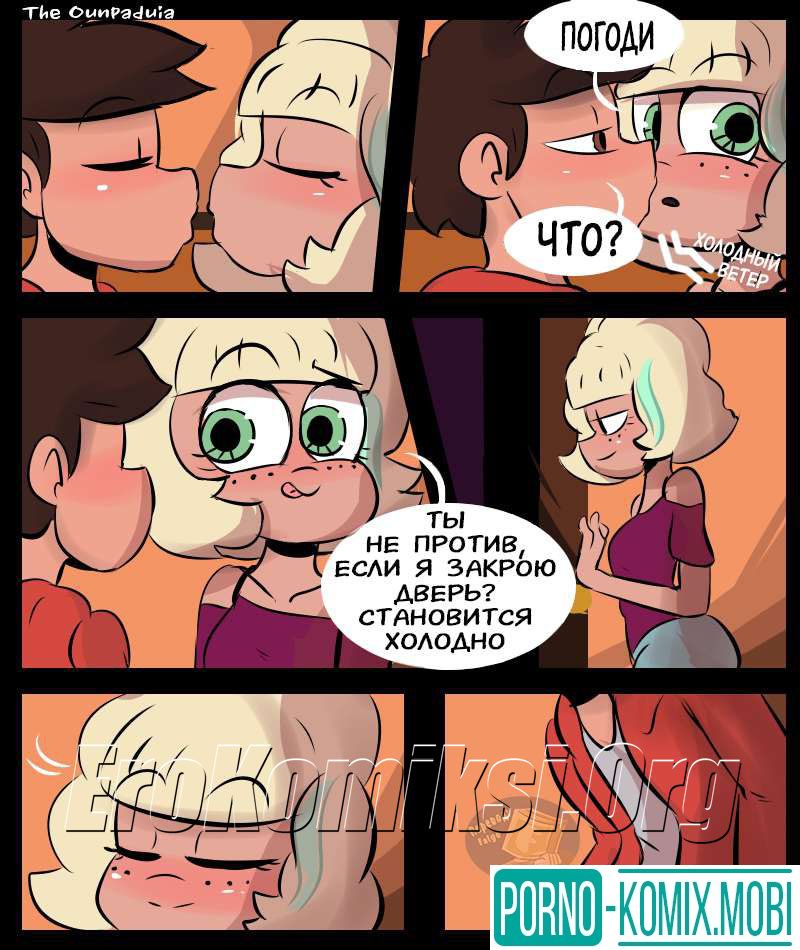 The Ounpaduia
ПОГОДИ
ЧТО?
ХОЛОДНЫЙ
ВЕТЕР
ТЫ
НЕ ПРОТИВ,
ЕСЛИ Я ЗАКРОЮ
ДВЕРЬ?
СТАНОВИТСЯ
ХОЛОДНО
EroKomiksi.Org
PORNO-KOMIX.MOBI